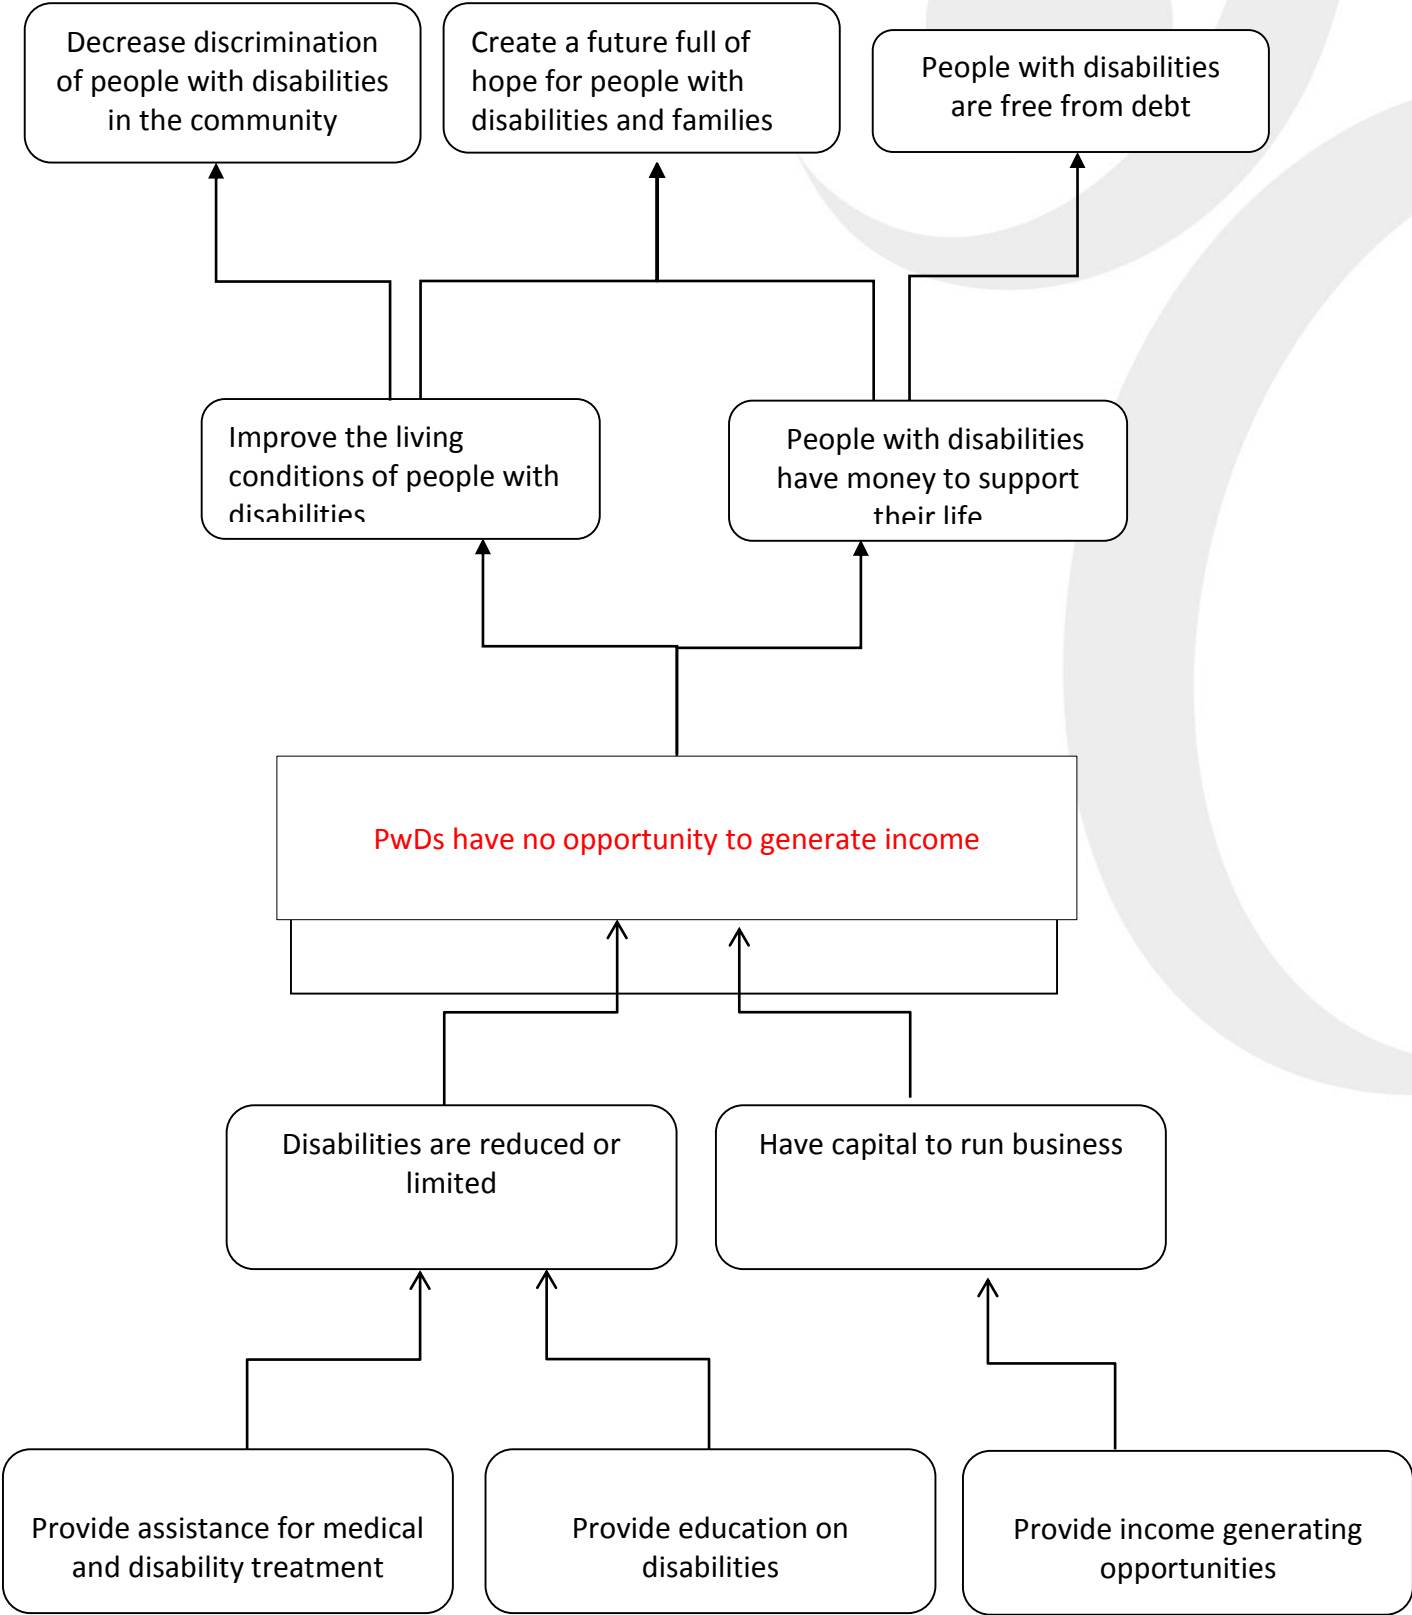 Decrease discrimination
of people with disabilities
in the community
Create a future full of
hope for people with
disabilities and families
People with disabilities
are free from debt
Improve the living
conditions of people with
disabilities
People with disabilities
have money to support
their life
PwDs have no opportunity to generate income
Disabilities are reduced or
limited
Have capital to run business
Provide assistance for medical
and disability treatment
Provide education on
disabilities
Provide income generating
opportunities